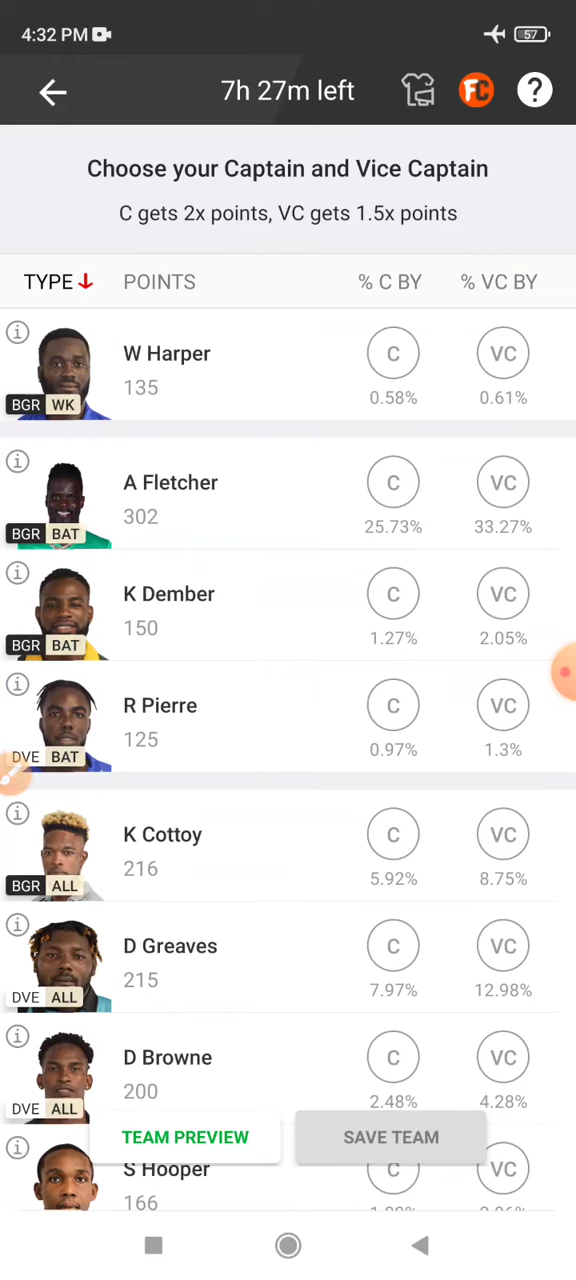 4:32 PM 57
7h 27m left FC ?
Choose your Captain and Vice Captain
C gets 2x points, VC gets 1.5x points
TYPE POINTS % C BY % VC BY
W Harper C VC
135 0.58% 0.61%
BGR WK
A Fletcher C VC
302 25.73% 33.27%
BGR BAT
K Dember C VC
150 1.27% 2.05%
BGR BAT
R Pierre C VC
125 0.97% 1.3%
DVE BAT
K Cottoy C VC
216 5.92% 8.75%
BGR ALL
D Greaves C VC
215 7.97% 12.98%
DVE ALL
D Browne C VC
200 2.48% 4.28%
DVE ALL
TEAM PREVIEW SAVE TEAM
S Hooper C VC
166